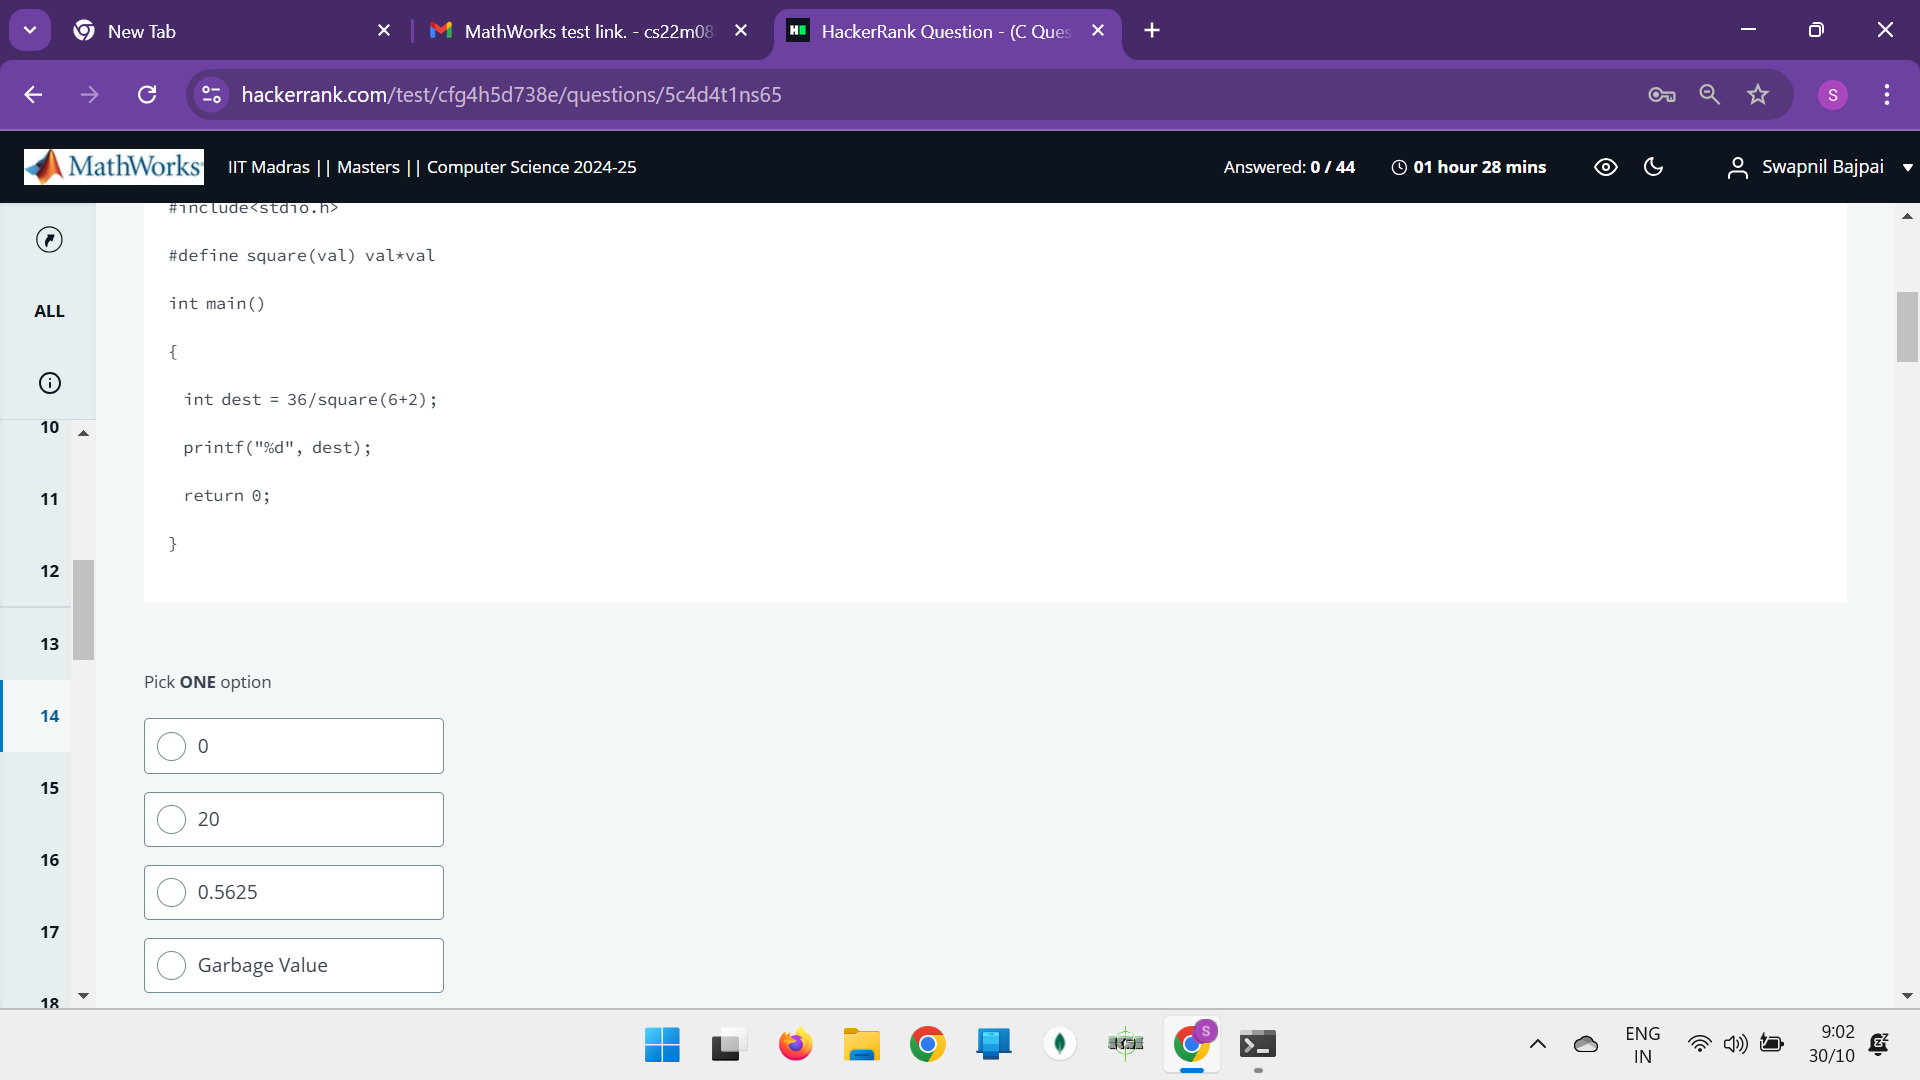 New Tab
MathWorks test link. - cs22m08
HackerRank Question - (C Ques
hackerrank.com/test/cfg4h5d738e/questions/5c4d4t1ns65
S
MathWorks
IIT Madras || Masters || Computer Science 2024-25
Answered: 0 / 44
01 hour 28 mins
Swapnil Bajpai
ALL
10
11
12
13
14
15
16
17
18
#include<stdio.h>
#define square(val) val*val
int main()
{
int dest = 36/square(6+2);
printf("%d", dest);
return 0;
}
Pick ONE option
0
20
0.5625
Garbage Value
S
ENG
IN
9:02
30/10